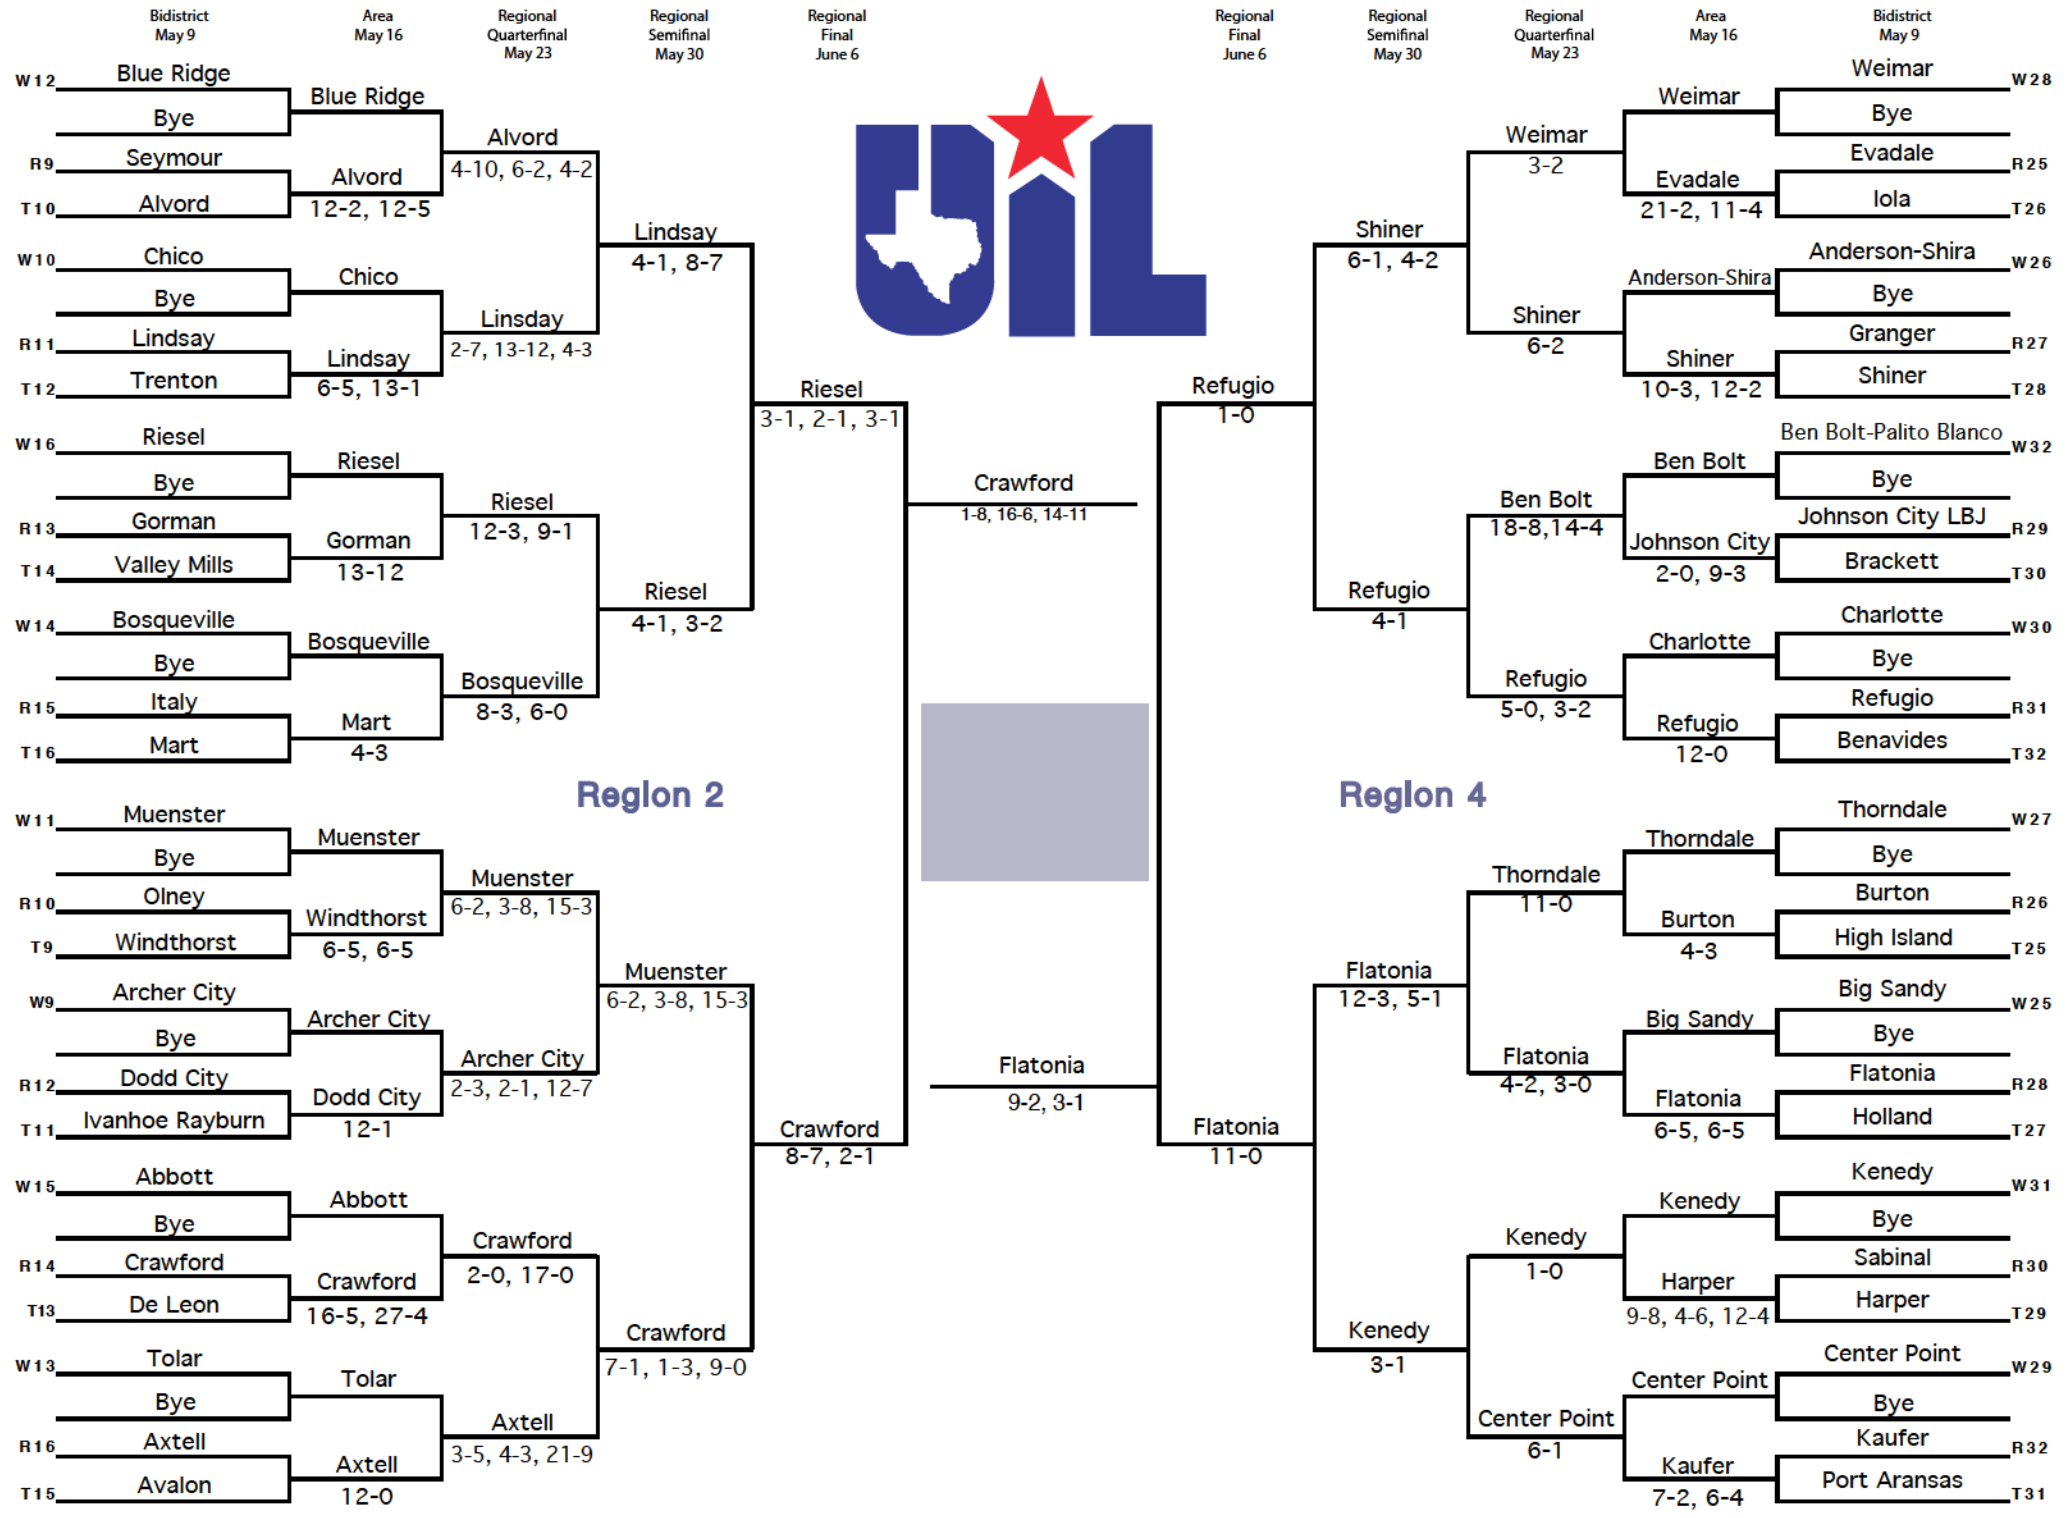 Bidistrict
May 9
Area
May 16
Regional
Quarterfinal
May 23
Regional
Semifinal
May 30
Regional
Final
June 6
Regional
Final
June 6
Regional
Semifinal
May 30
Regional
Quarterfinal
May 23
Area
May 16
Bidistrict
May 9
W12
Blue Ridge
Bye
R9
Seymour
T10
Alvord
W10
Chico
Bye
R11
Lindsay
T12
Trenton
W16
Riesel
Bye
R13
Gorman
T14
Valley Mills
W14
Bosqueville
Bye
R15
Italy
T16
Mart
W11
Muenster
Bye
R10
Olney
T9
Windthorst
W9
Archer City
Bye
R12
Dodd City
T11
Ivanhoe Rayburn
W15
Abbott
Bye
R14
Crawford
T13
De Leon
W13
Tolar
Bye
R16
Axtell
T15
Avalon
Blue Ridge
Alvord
12-2, 12-5
Chico
Lindsay
6-5, 13-1
Riesel
Gorman
13-12
Bosqueville
Mart
4-3
Muenster
Windthorst
6-5, 6-5
Archer City
Dodd City
12-1
Abbott
Crawford
16-5, 27-4
Tolar
Axtell
12-0
Alvord
4-10, 6-2, 4-2
Linsday
2-7, 13-12, 4-3
Riesel
12-3, 9-1
Bosqueville
8-3, 6-0
Muenster
6-2, 3-8, 15-3
Archer City
2-3, 2-1, 12-7
Crawford
2-0, 17-0
Axtell
3-5, 4-3, 21-9
Lindsay
4-1, 8-7
Riesel
4-1, 3-2
Region 2
Muenster
6-2, 3-8, 15-3
Crawford
7-1, 1-3, 9-0
Riesel
3-1, 2-1, 3-1
Crawford
8-7, 2-1
UIL
Crawford
1-8, 16-6, 14-11
Flatonia
9-2, 3-1
Refugio
1-0
Flatonia
11-0
Shiner
6-1, 4-2
Refugio
4-1
Region 4
Flatonia
12-3, 5-1
Kenedy
3-1
Weimar
3-2
Shiner
6-2
Ben Bolt
18-8,14-4
Refugio
5-0, 3-2
Thorndale
11-0
Flatonia
4-2, 3-0
Kenedy
1-0
Center Point
6-1
Weimar
Evadale
21-2, 11-4
Anderson-Shira
Shiner
10-3, 12-2
Ben Bolt
Johnson City
2-0, 9-3
Charlotte
Refugio
12-0
Thorndale
Burton
4-3
Big Sandy
Flatonia
6-5, 6-5
Kenedy
Harper
9-8, 4-6, 12-4
Center Point
Kaufer
7-2, 6-4
Weimar
W28
Bye
Evadale
R25
Iola
T26
Anderson-Shira
W26
Bye
Granger
R27
Shiner
T28
Ben Bolt-Palito Blanco
W32
Bye
Johnson City LBJ
R29
Brackett
T30
Charlotte
W30
Bye
Refugio
R31
Benavides
T32
Thorndale
W27
Bye
Burton
R26
High Island
T25
Big Sandy
W25
Bye
Flatonia
R28
Holland
T27
Kenedy
W31
Bye
Sabinal
R30
Harper
T29
Center Point
W29
Bye
Kaufer
R32
Port Aransas
T31